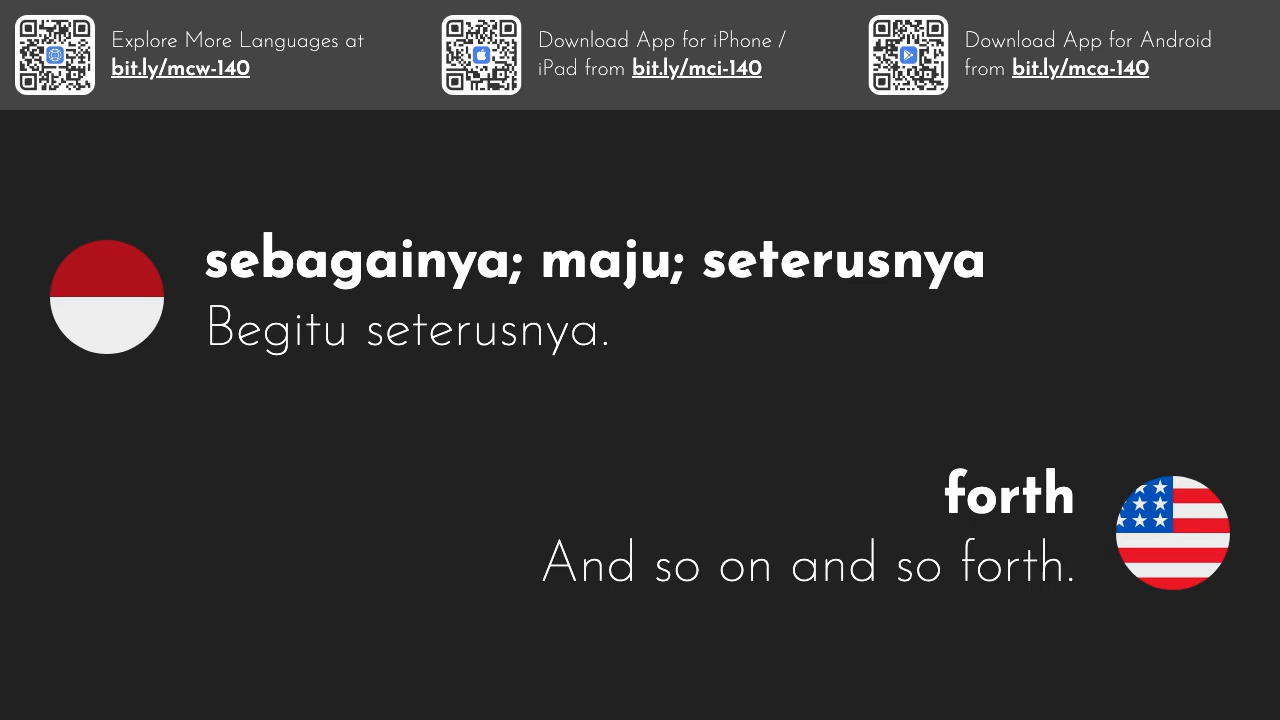 Explore More Languages at
bit.ly/mcw-140
Download App for iPhone /
iPad from bit.ly/mci-140
Download App for Android
from bit.ly/mca-140
sebagainya; maju; seterusnya
Begitu seterusnya.
forth
And so on and so forth.